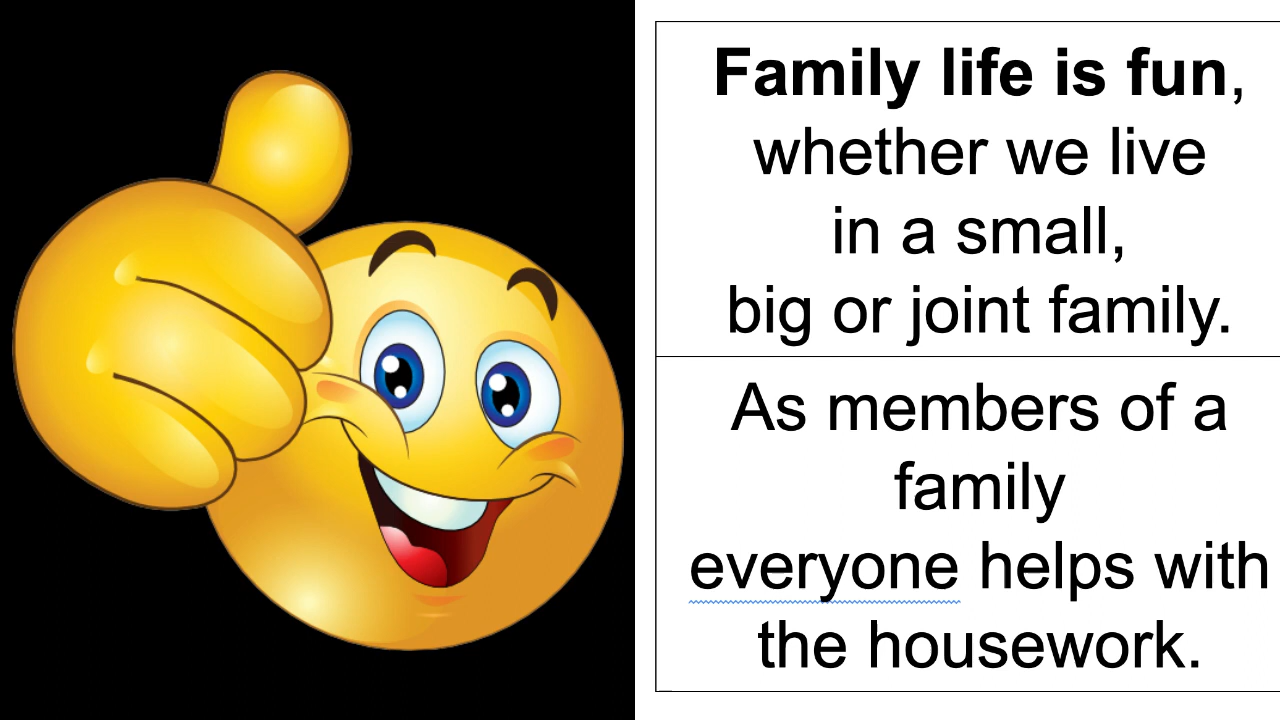 Family life is fun,
whether we live
in a small,
big or joint family.
As members of a
family
everyone helps with
the housework.